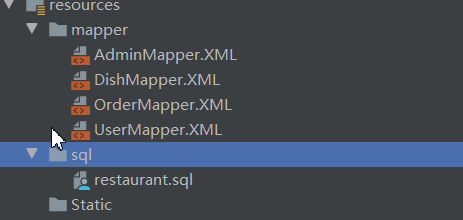 resources
mapper
AdminMapper.XML
DishMapper.XML
OrderMapper.XML
UserMapper.XML
sql
restaurant.sql
Static